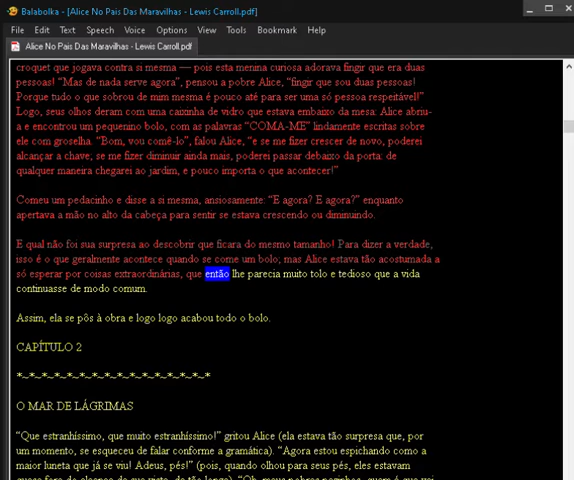 Balabolka - [Alice No Pais Das Maravilhas - Lewis Carroll.pdf]
File Edit Text Speech Voice Options View Tools Bookmark Help
Alice No Pais Das Maravilhas - Lewis Carroll.pdf
croquet que jogava contra si mesma — pois esta menina curiosa adorava fingir que era duas
pessoas! “Mas de nada serve agora”, pensou a pobre Alice, “fingir que sou duas pessoas!
Porque tudo o que sobrou de mim mesma é pouco até para ser uma só pessoa respeitável!”
Logo, seus olhos deram com uma caixinha de vidro que estava embaixo da mesa: Alice abriu-
a e encontrou um pequenino bolo, com as palavras “COMA-ME” lindamente escritas sobre
ele com groselha. “Bom, vou comê-lo”, falou Alice, “e se me fizer crescer de novo, poderei
alcançar a chave; se me fizer diminuir ainda mais, poderei passar debaixo da porta: de
qualquer maneira chegarei ao jardim, e pouco importa o que acontecer!”
Comeu um pedacinho e disse a si mesma, ansiosamente: “E agora? E agora?” enquanto
apertava a mão no alto da cabeça para sentir se estava crescendo ou diminuindo.
E qual não foi sua surpresa ao descobrir que ficara do mesmo tamanho! Para dizer a verdade,
isso é o que geralmente acontece quando se come um bolo; mas Alice estava tão acostumada a
só esperar por coisas extraordinárias, que então lhe parecia muito tolo e tedioso que a vida
continuasse de modo comum.
Assim, ela se pôs à obra e logo logo acabou todo o bolo.
CAPÍTULO 2
*~*~*~*~*~*~*~*~*~*~*~*~*~*~*~*
O MAR DE LÁGRIMAS
“Que estranhíssimo, que muito estranhíssimo!” gritou Alice (ela estava tão surpresa que, por
um momento, se esqueceu de falar conforme a gramática). “Agora estou espichando como a
maior luneta que já se viu! Adeus, pés!” (pois, quando olhou para seus pés, eles estavam